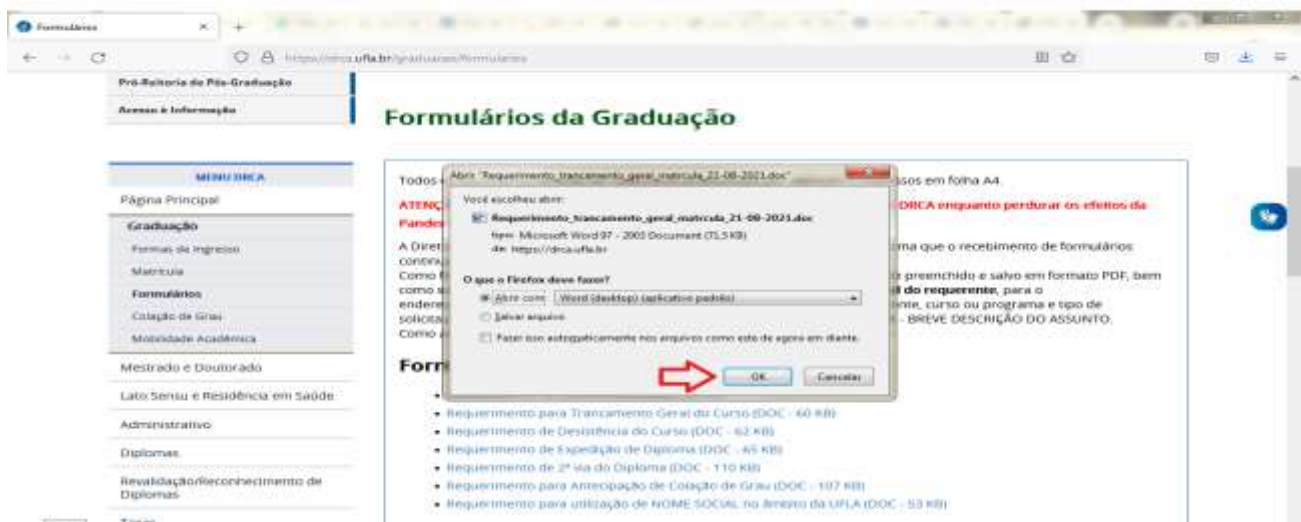 Formulários
https://drca.ufla.br/graduacao/formularios
Pró-Reitoria de Pós-Graduação
Acesso à Informação
MENU DRCA
Página Principal
Graduação
Formas de Ingresso
Matrícula
Formulários
Colação de Grau
Mobilidade Acadêmica
Mestrado e Doutorado
Lato Sensu e Residência em Saúde
Administrativo
Diplomas
Revalidação/Reconhecimento de
Diplomas
Formulários da Graduação
Todos
sos em folha A4.
ATENÇ
DRCA enquanto perdurar os efeitos da
Pandem
A Diret
ma que o recebimento de formulários
continu
Como
preenchido e salvo em formato PDF, bem
como s
l do requerente, para o
endere
ente, curso ou programa e tipo de
solicita
- BREVE DESCRIÇÃO DO ASSUNTO.
Como a
Form
Abrir "Requerimento_trancamento_geral_matricula_21-08-2021.doc"
Você escolheu abrir:
Requerimento_trancamento_geral_matricula_21-08-2021.doc
tipo: Microsoft Word 97 - 2003 Document (71,5 KB)
de: https://drca.ufla.br
O que o Firefox deve fazer?
Abrir com: Word (desktop) (aplicativo padrão)
Salvar arquivo
Fazer isso automaticamente nos arquivos como este de agora em diante.
OK
Cancelar
Requerimento para Trancamento Geral do Curso (DOC - 60 KB)
Requerimento de Desistência do Curso (DOC - 62 KB)
Requerimento de Expedição de Diploma (DOC - 65 KB)
Requerimento de 2ª via do Diploma (DOC - 110 KB)
Requerimento para Antecipação de Colação de Grau (DOC - 107 KB)
Requerimento para utilização de NOME SOCIAL no âmbito da UFLA (DOC - 53 KB)